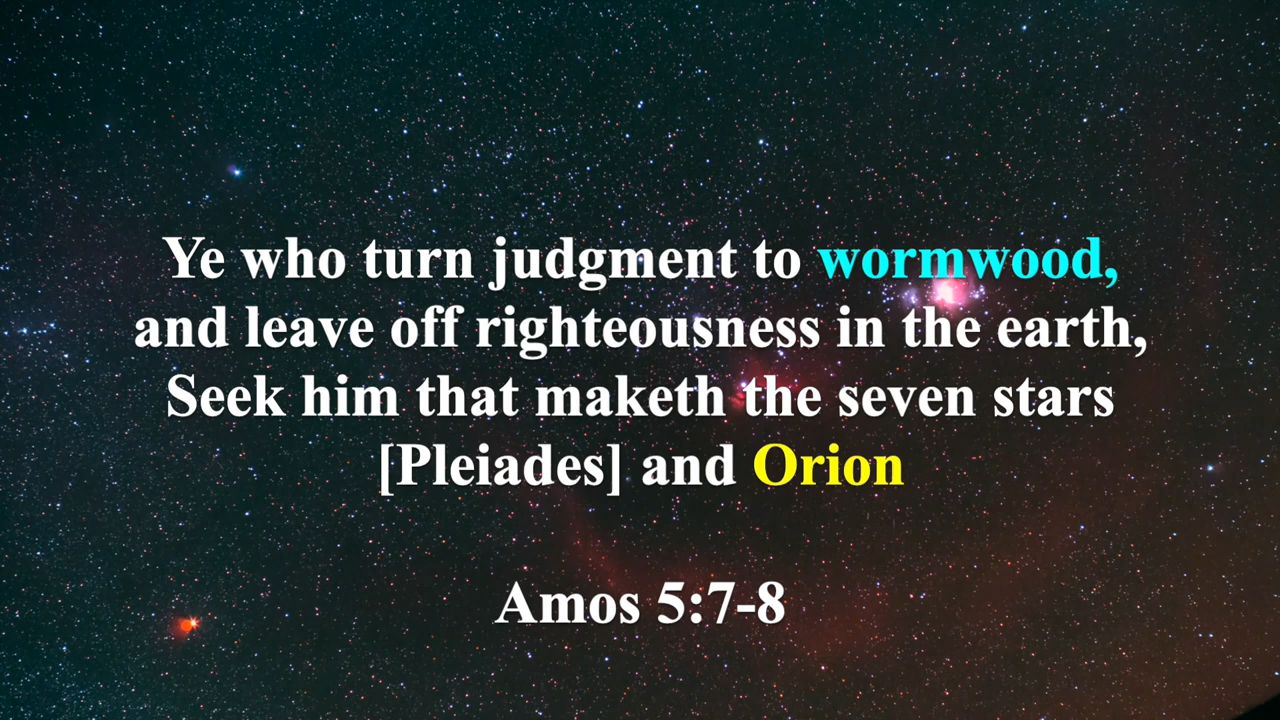 Ye who turn judgment to wormwood,
and leave off righteousness in the earth,
Seek him that maketh the seven stars
[Pleiades] and Orion
Amos 5:7-8